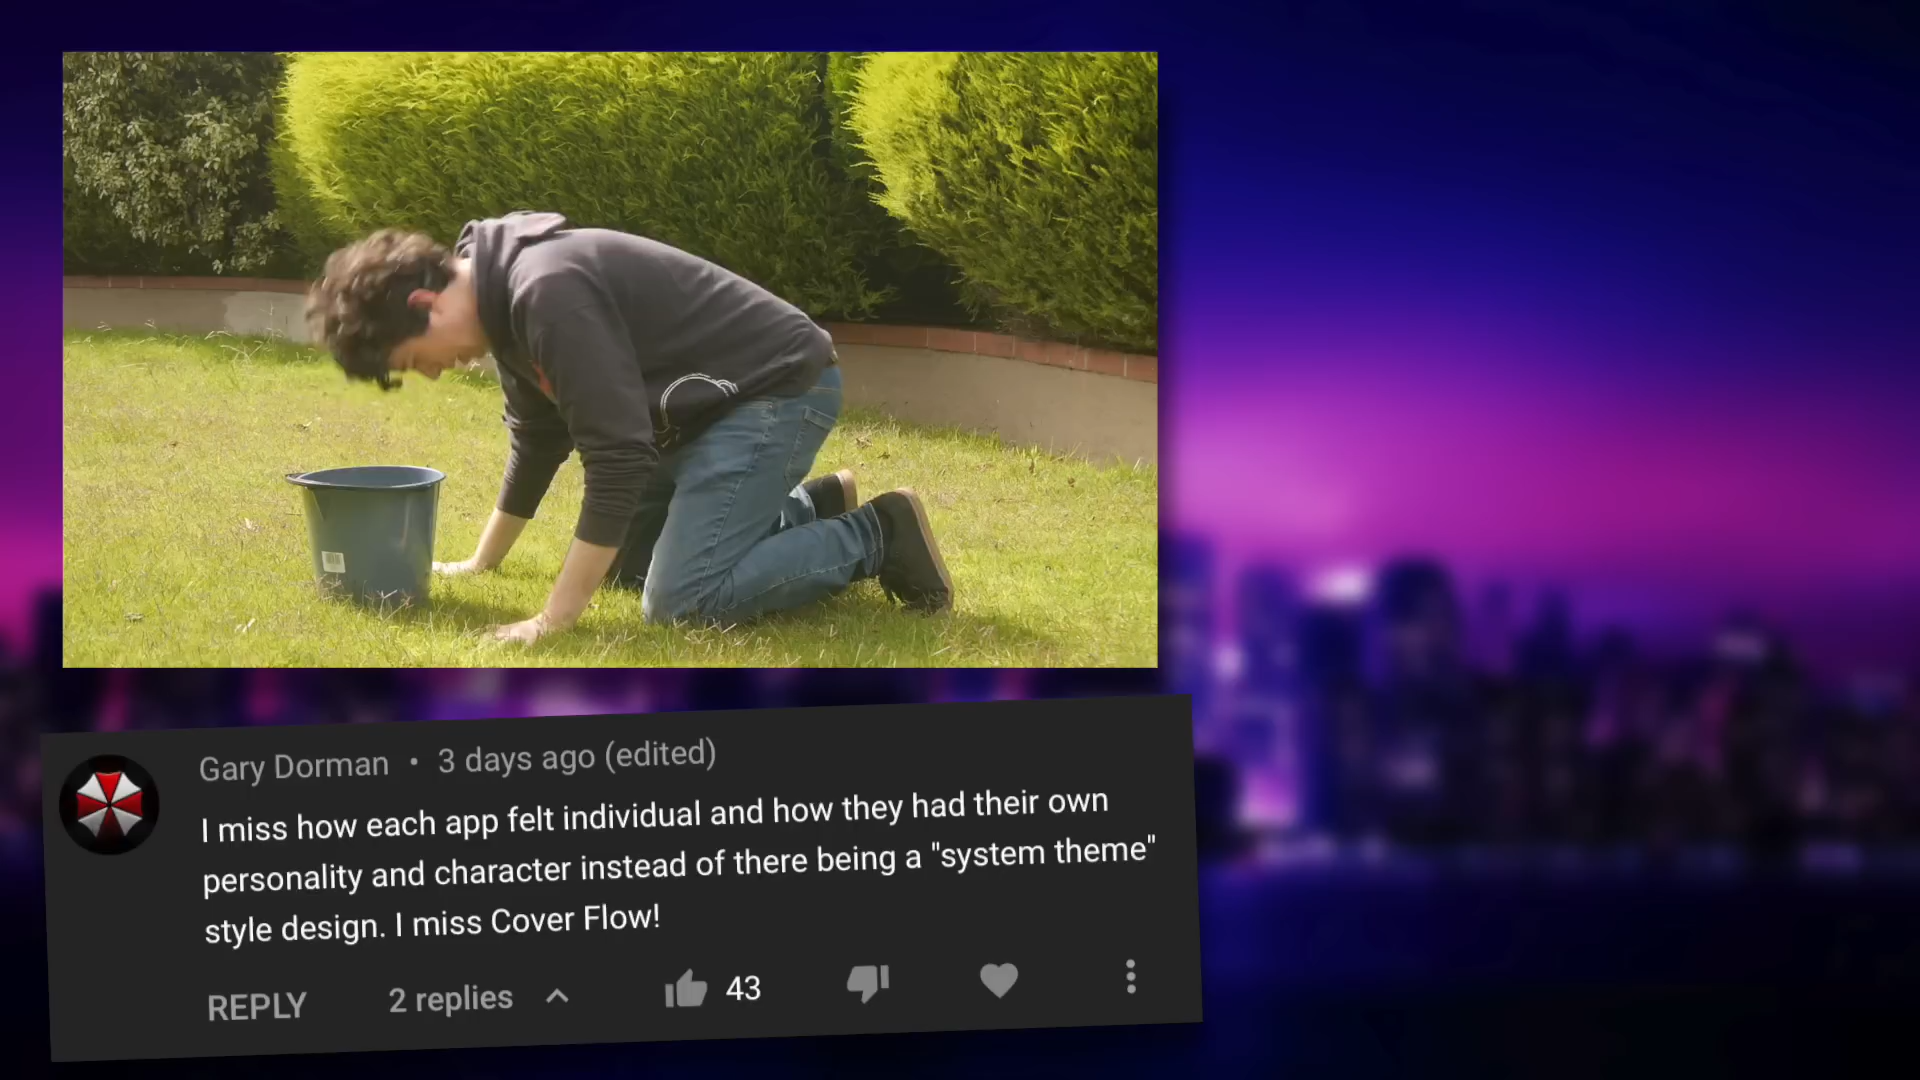 Gary Dorman • 3 days ago (edited)
I miss how each app felt individual and how they had their own
personality and character instead of there being a "system theme"
style design. I miss Cover Flow!
REPLY 2 replies 43